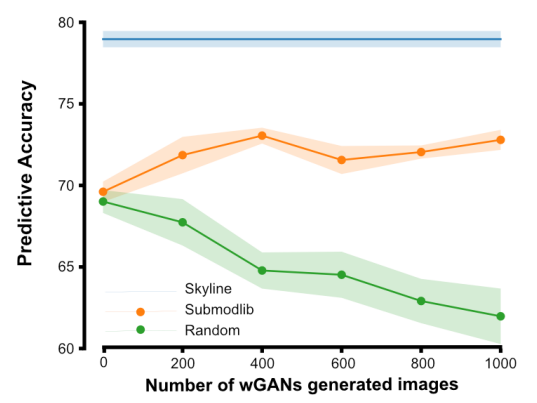 80
75
70
65
60
Predictive Accuracy
Skyline
Submodlib
Random
0 200 400 600 800 1000
Number of wGANs generated images